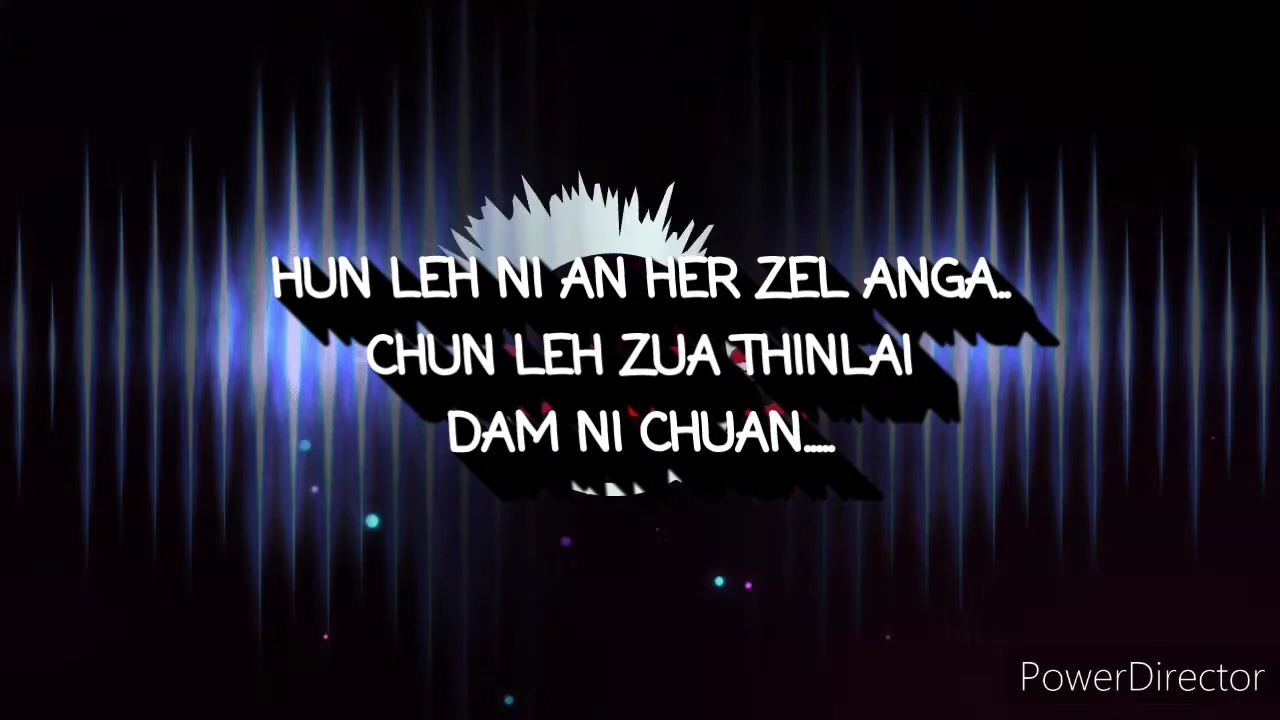 HUN LEH NI AN HER ZEL ANGA..
CHUN LEH ZUA THINLAI
DAM NI CHUAN.....
PowerDirector